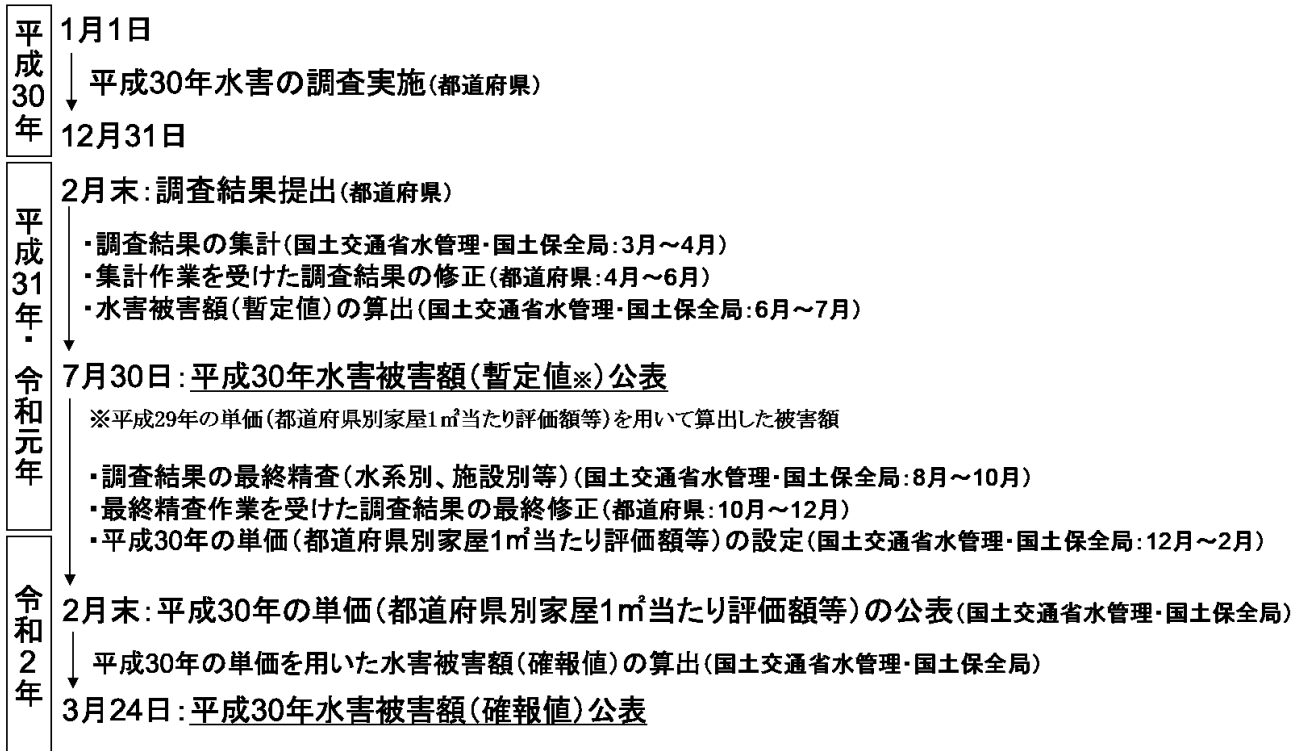 平成30年
1月1日
平成30年水害の調査実施(都道府県)
12月31日
平成31年・令和元年
2月末:調査結果提出(都道府県)
・調査結果の集計(国土交通省水管理・国土保全局:3月～4月)
・集計作業を受けた調査結果の修正(都道府県:4月～6月)
・水害被害額(暫定値)の算出(国土交通省水管理・国土保全局:6月～7月)
7月30日:平成30年水害被害額(暫定値※)公表
※平成29年の単価(都道府県別家屋1㎡当たり評価額等)を用いて算出した被害額
・調査結果の最終精査(水系別、施設別等)(国土交通省水管理・国土保全局:8月～10月)
・最終精査作業を受けた調査結果の最終修正(都道府県:10月～12月)
・平成30年の単価(都道府県別家屋1㎡当たり評価額等)の設定(国土交通省水管理・国土保全局:12月～2月)
令和2年
2月末:平成30年の単価(都道府県別家屋1㎡当たり評価額等)の公表(国土交通省水管理・国土保全局)
平成30年の単価を用いた水害被害額(確報値)の算出(国土交通省水管理・国土保全局)
3月24日:平成30年水害被害額(確報値)公表